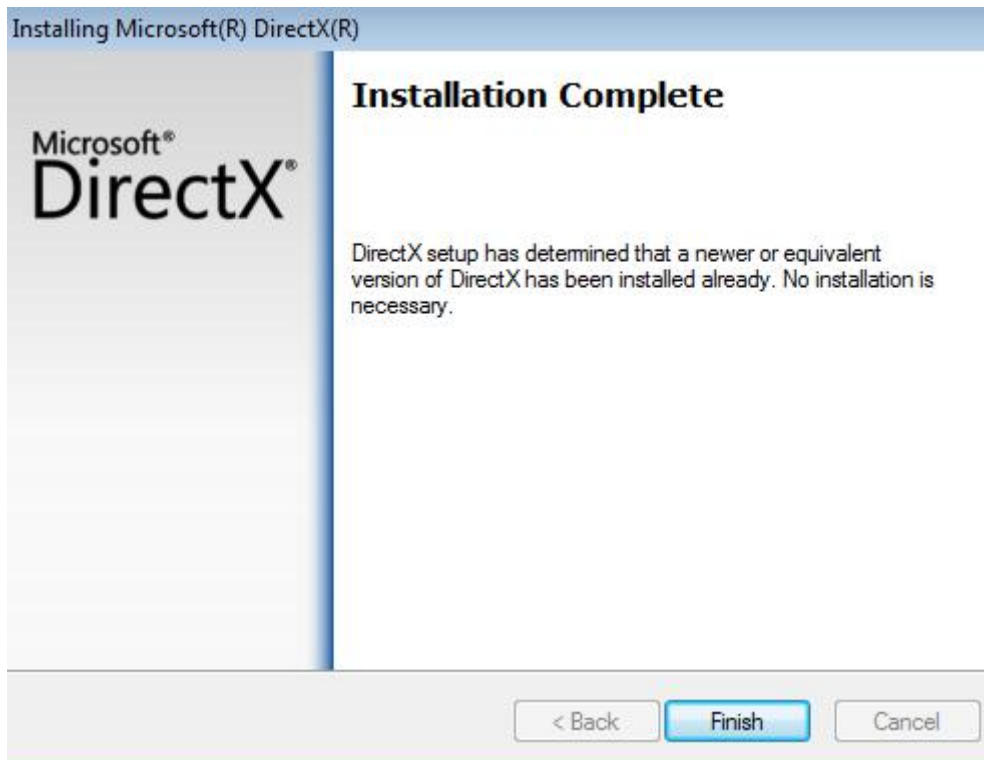 Installing Microsoft(R) DirectX(R)
Installation Complete
Microsoft®
DirectX®
DirectX setup has determined that a newer or equivalent
version of DirectX has been installed already. No installation is
necessary.
< Back
Finish
Cancel